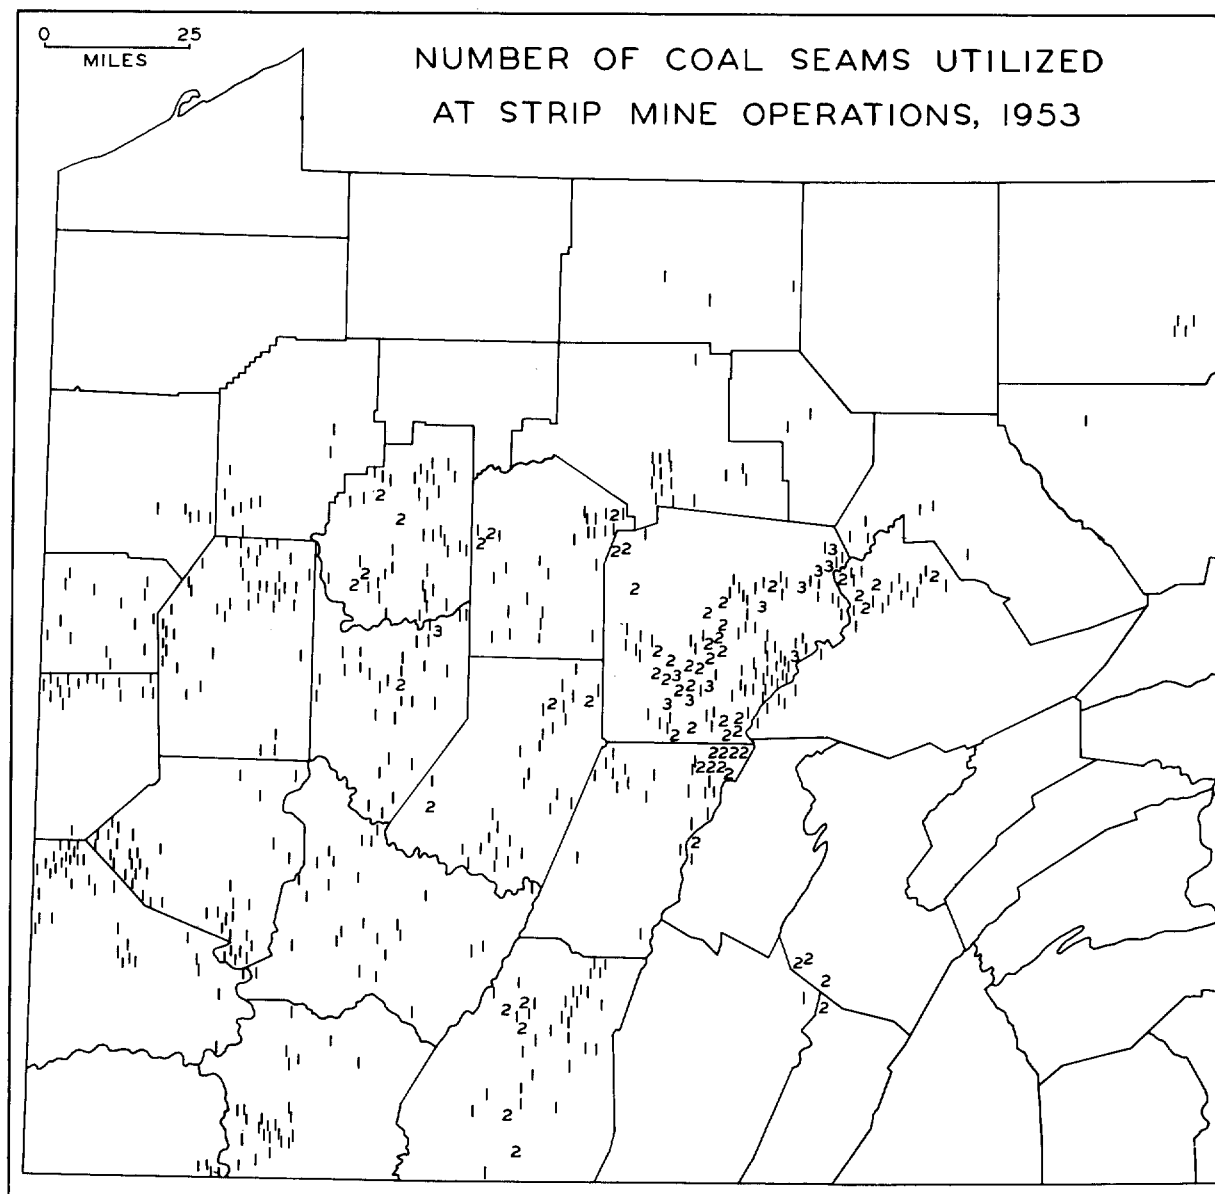 0 25
MILES
NUMBER OF COAL SEAMS UTILIZED
AT STRIP MINE OPERATIONS, 1953